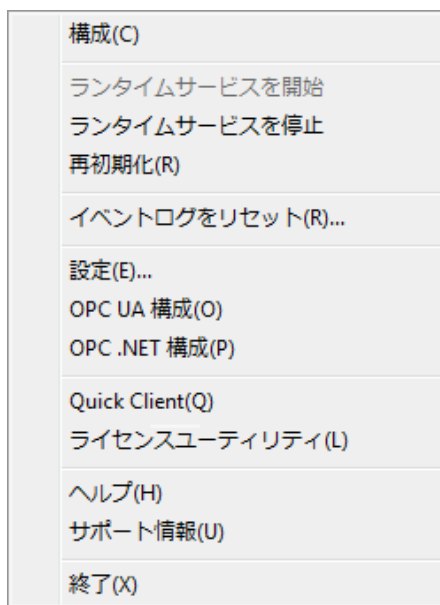 構成(C)
ランタイムサービスを開始
ランタイムサービスを停止
再初期化(R)
イベントログをリセット(R)...
設定(E)...
OPC UA 構成(O)
OPC .NET 構成(P)
Quick Client(Q)
ライセンスユーティリティ(L)
ヘルプ(H)
サポート情報(U)
終了(X)